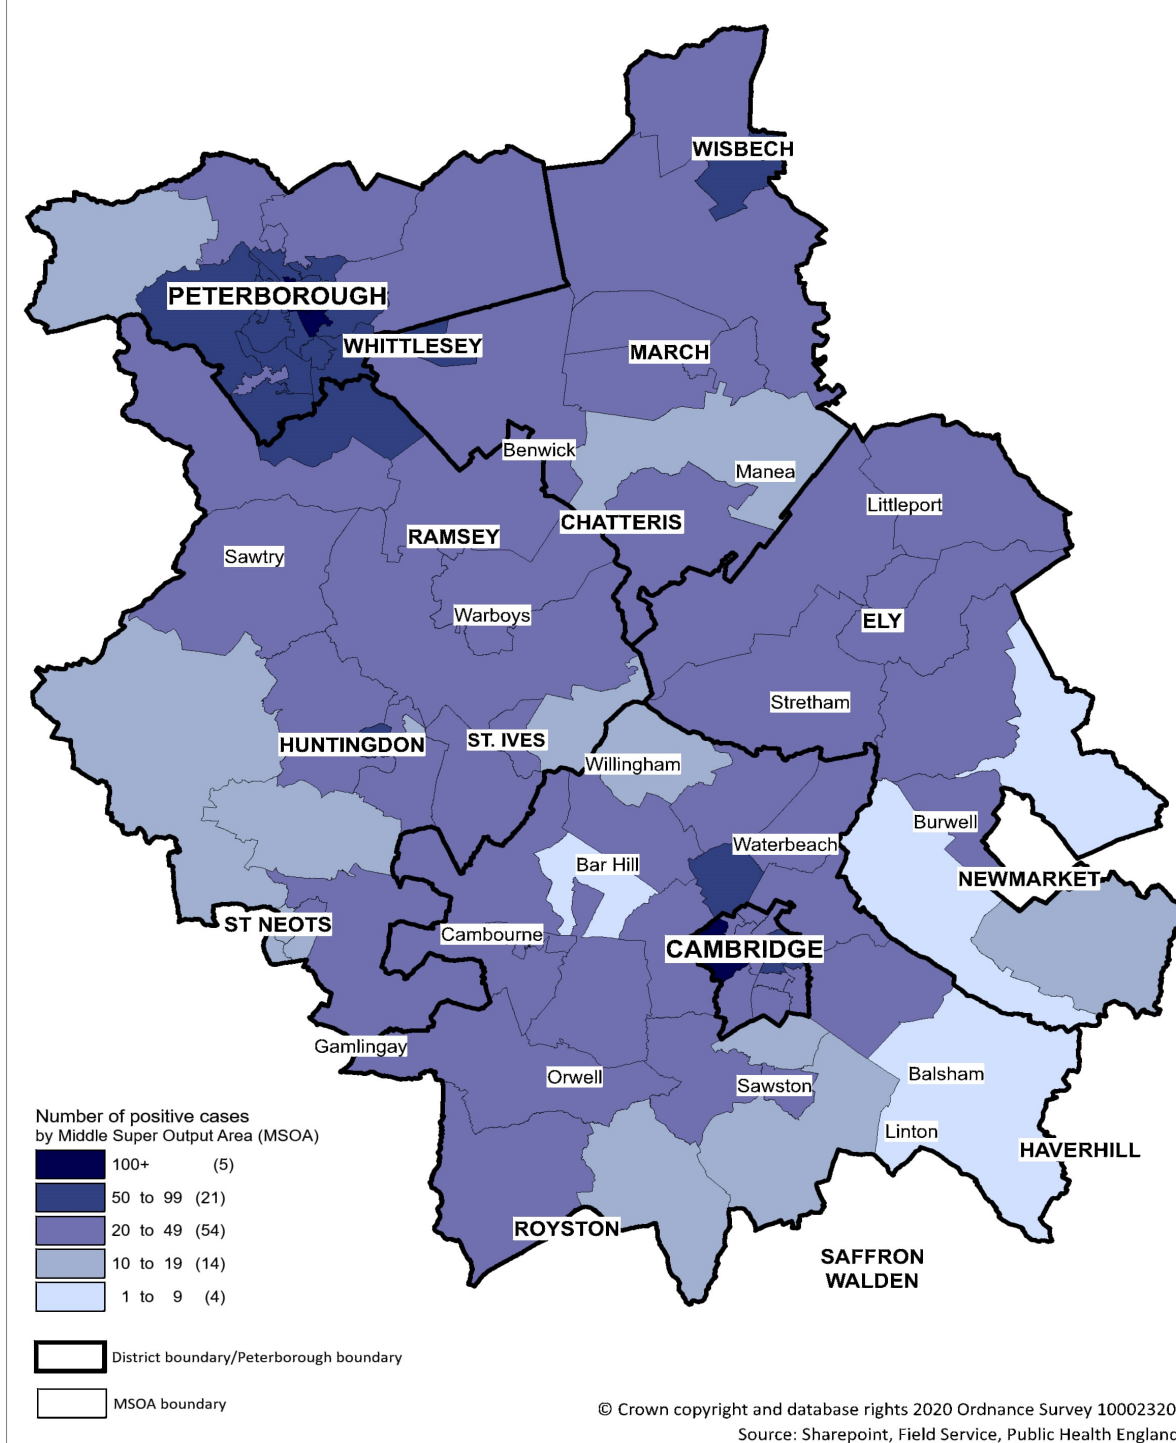 WISBECH
PETERBOROUGH
WHITTLESEY
MARCH
Benwick
Manea
Littleport
CHATTERIS
RAMSEY
Sawtry
Warboys
ELY
Stretham
HUNTINGDON
ST. IVES
Willingham
Burwell
Waterbeach
Bar Hill
NEWMARKET
ST NEOTS
Cambourne
CAMBRIDGE
Gamlingay
Orwell
Sawston
Balsham
Linton
HAVERHILL
ROYSTON
SAFFRON
WALDEN
Number of positive cases
by Middle Super Output Area (MSOA)
100+ (5)
50 to 99 (21)
20 to 49 (54)
10 to 19 (14)
1 to 9 (4)
District boundary/Peterborough boundary
MSOA boundary
© Crown copyright and database rights 2020 Ordnance Survey 10002320
Source: Sharepoint, Field Service, Public Health England